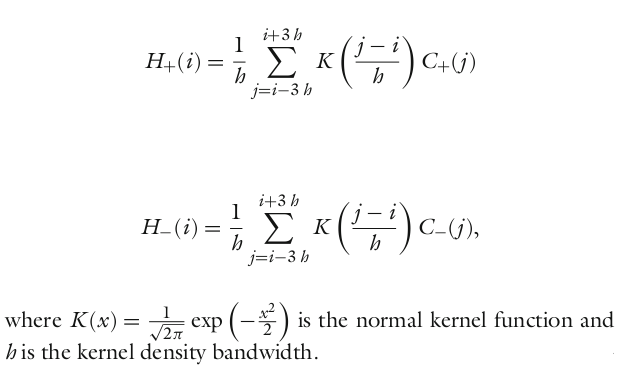 H₊(i) = 1/h ∑_{j=i−3h}^{i+3h} K((j − i)/h) C₊(j)
H₋(i) = 1/h ∑_{j=i−3h}^{i+3h} K((j − i)/h) C₋(j),
where K(x) = 1/√(2π) exp(−x²/2) is the normal kernel function and
h is the kernel density bandwidth.